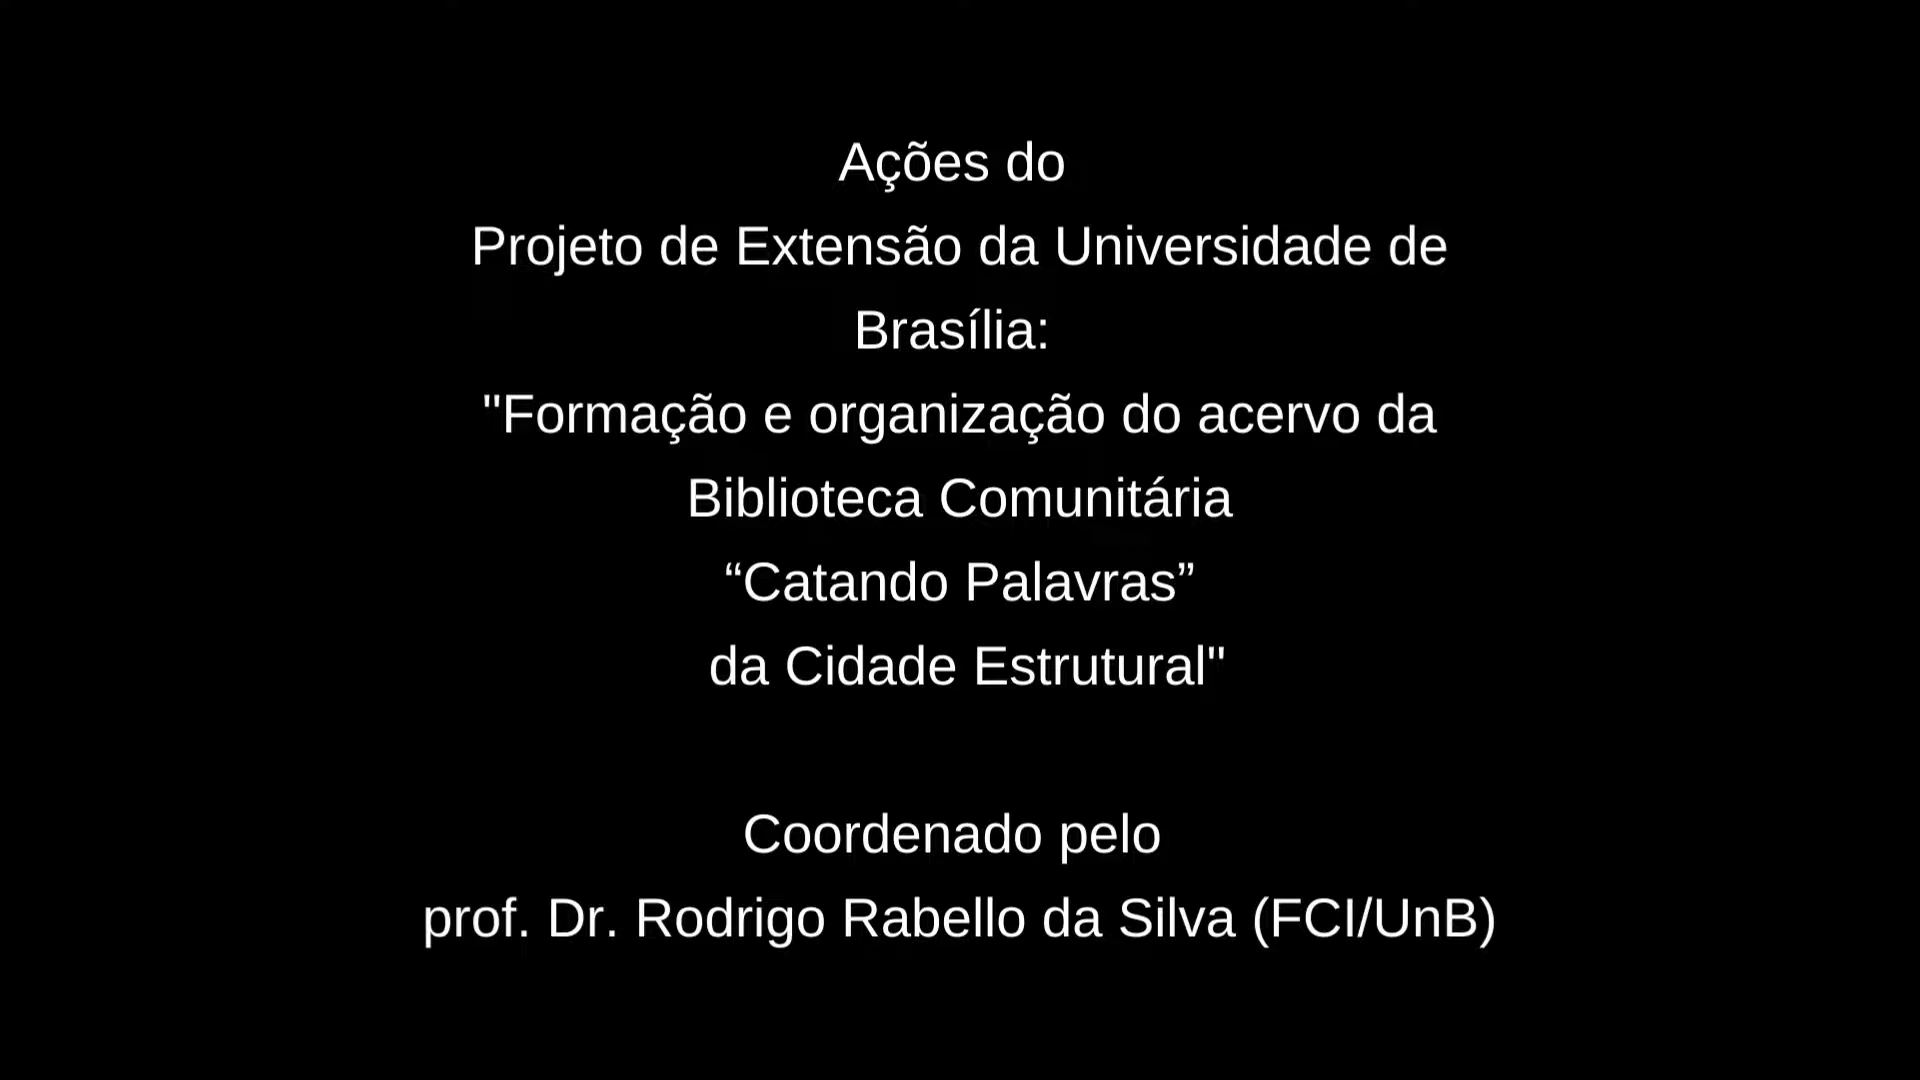 Ações do
Projeto de Extensão da Universidade de
Brasília:
"Formação e organização do acervo da
Biblioteca Comunitária
“Catando Palavras”
da Cidade Estrutural"
Coordenado pelo
prof. Dr. Rodrigo Rabello da Silva (FCI/UnB)